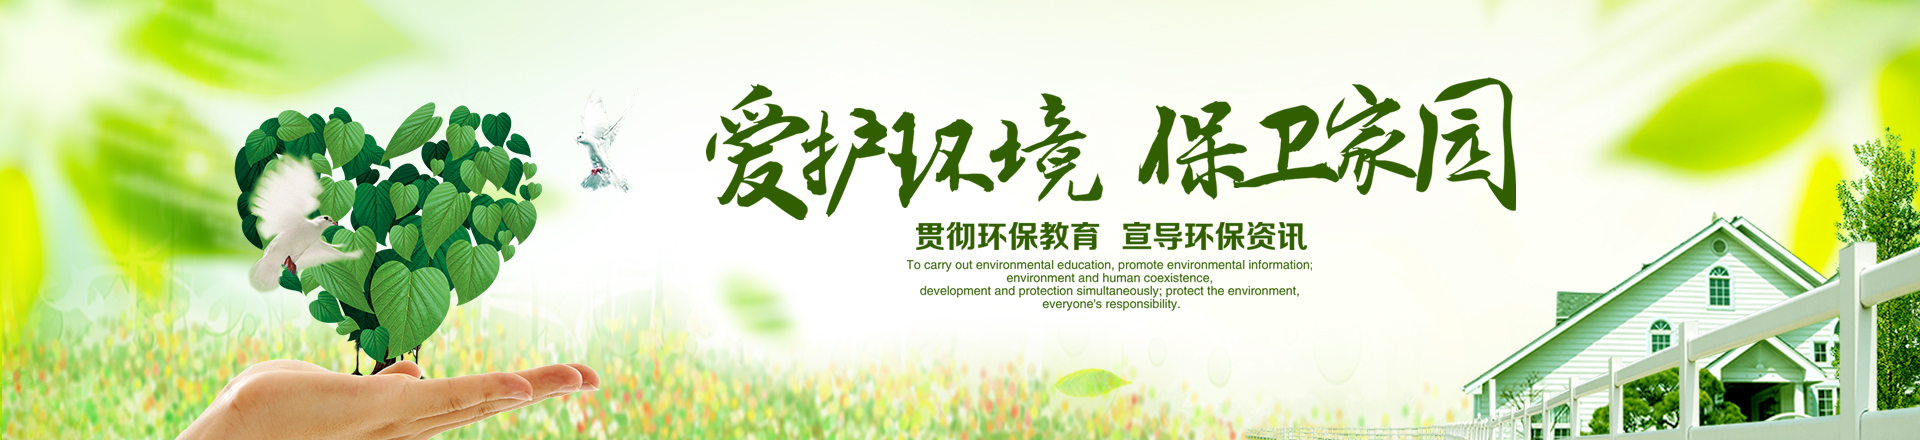 爱护环境 保卫家园
贯彻环保教育 宣导环保资讯
To carry out environmental education, promote environmental information;
environment and human coexistence,
development and protection simultaneously; protect the environment,
everyone's responsibility.